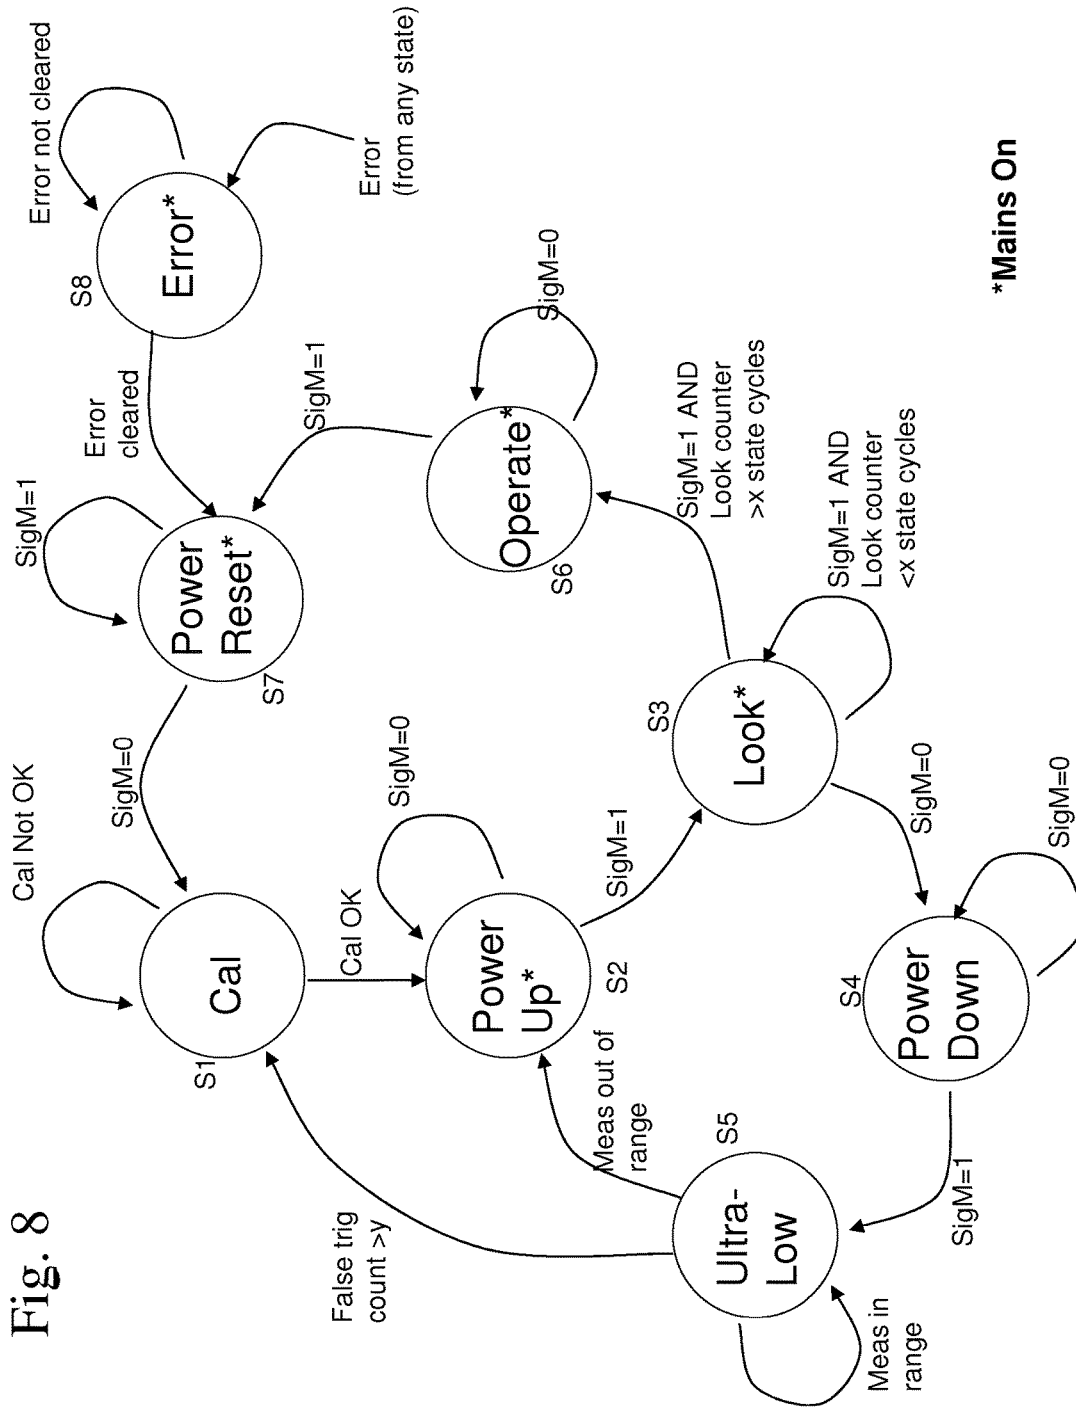 Fig. 8
Cal Not OK
SigM=1
Error not cleared
SigM=0
Error
cleared
S8
Error*
S1
Cal
S7
Power
Reset*
SigM=1
Error
(from any state)
False trig
count >y
Cal OK
SigM=0
Power
Up*
S2
Operate*
S6
SigM=0
Meas out of
range
SigM=1
S3
Look*
SigM=1 AND
Look counter
>x state cycles
SigM=1 AND
Look counter
<x state cycles
S5
Ultra-
Low
S4
Power
Down
SigM=0
SigM=0
Meas in
range
SigM=1
*Mains On